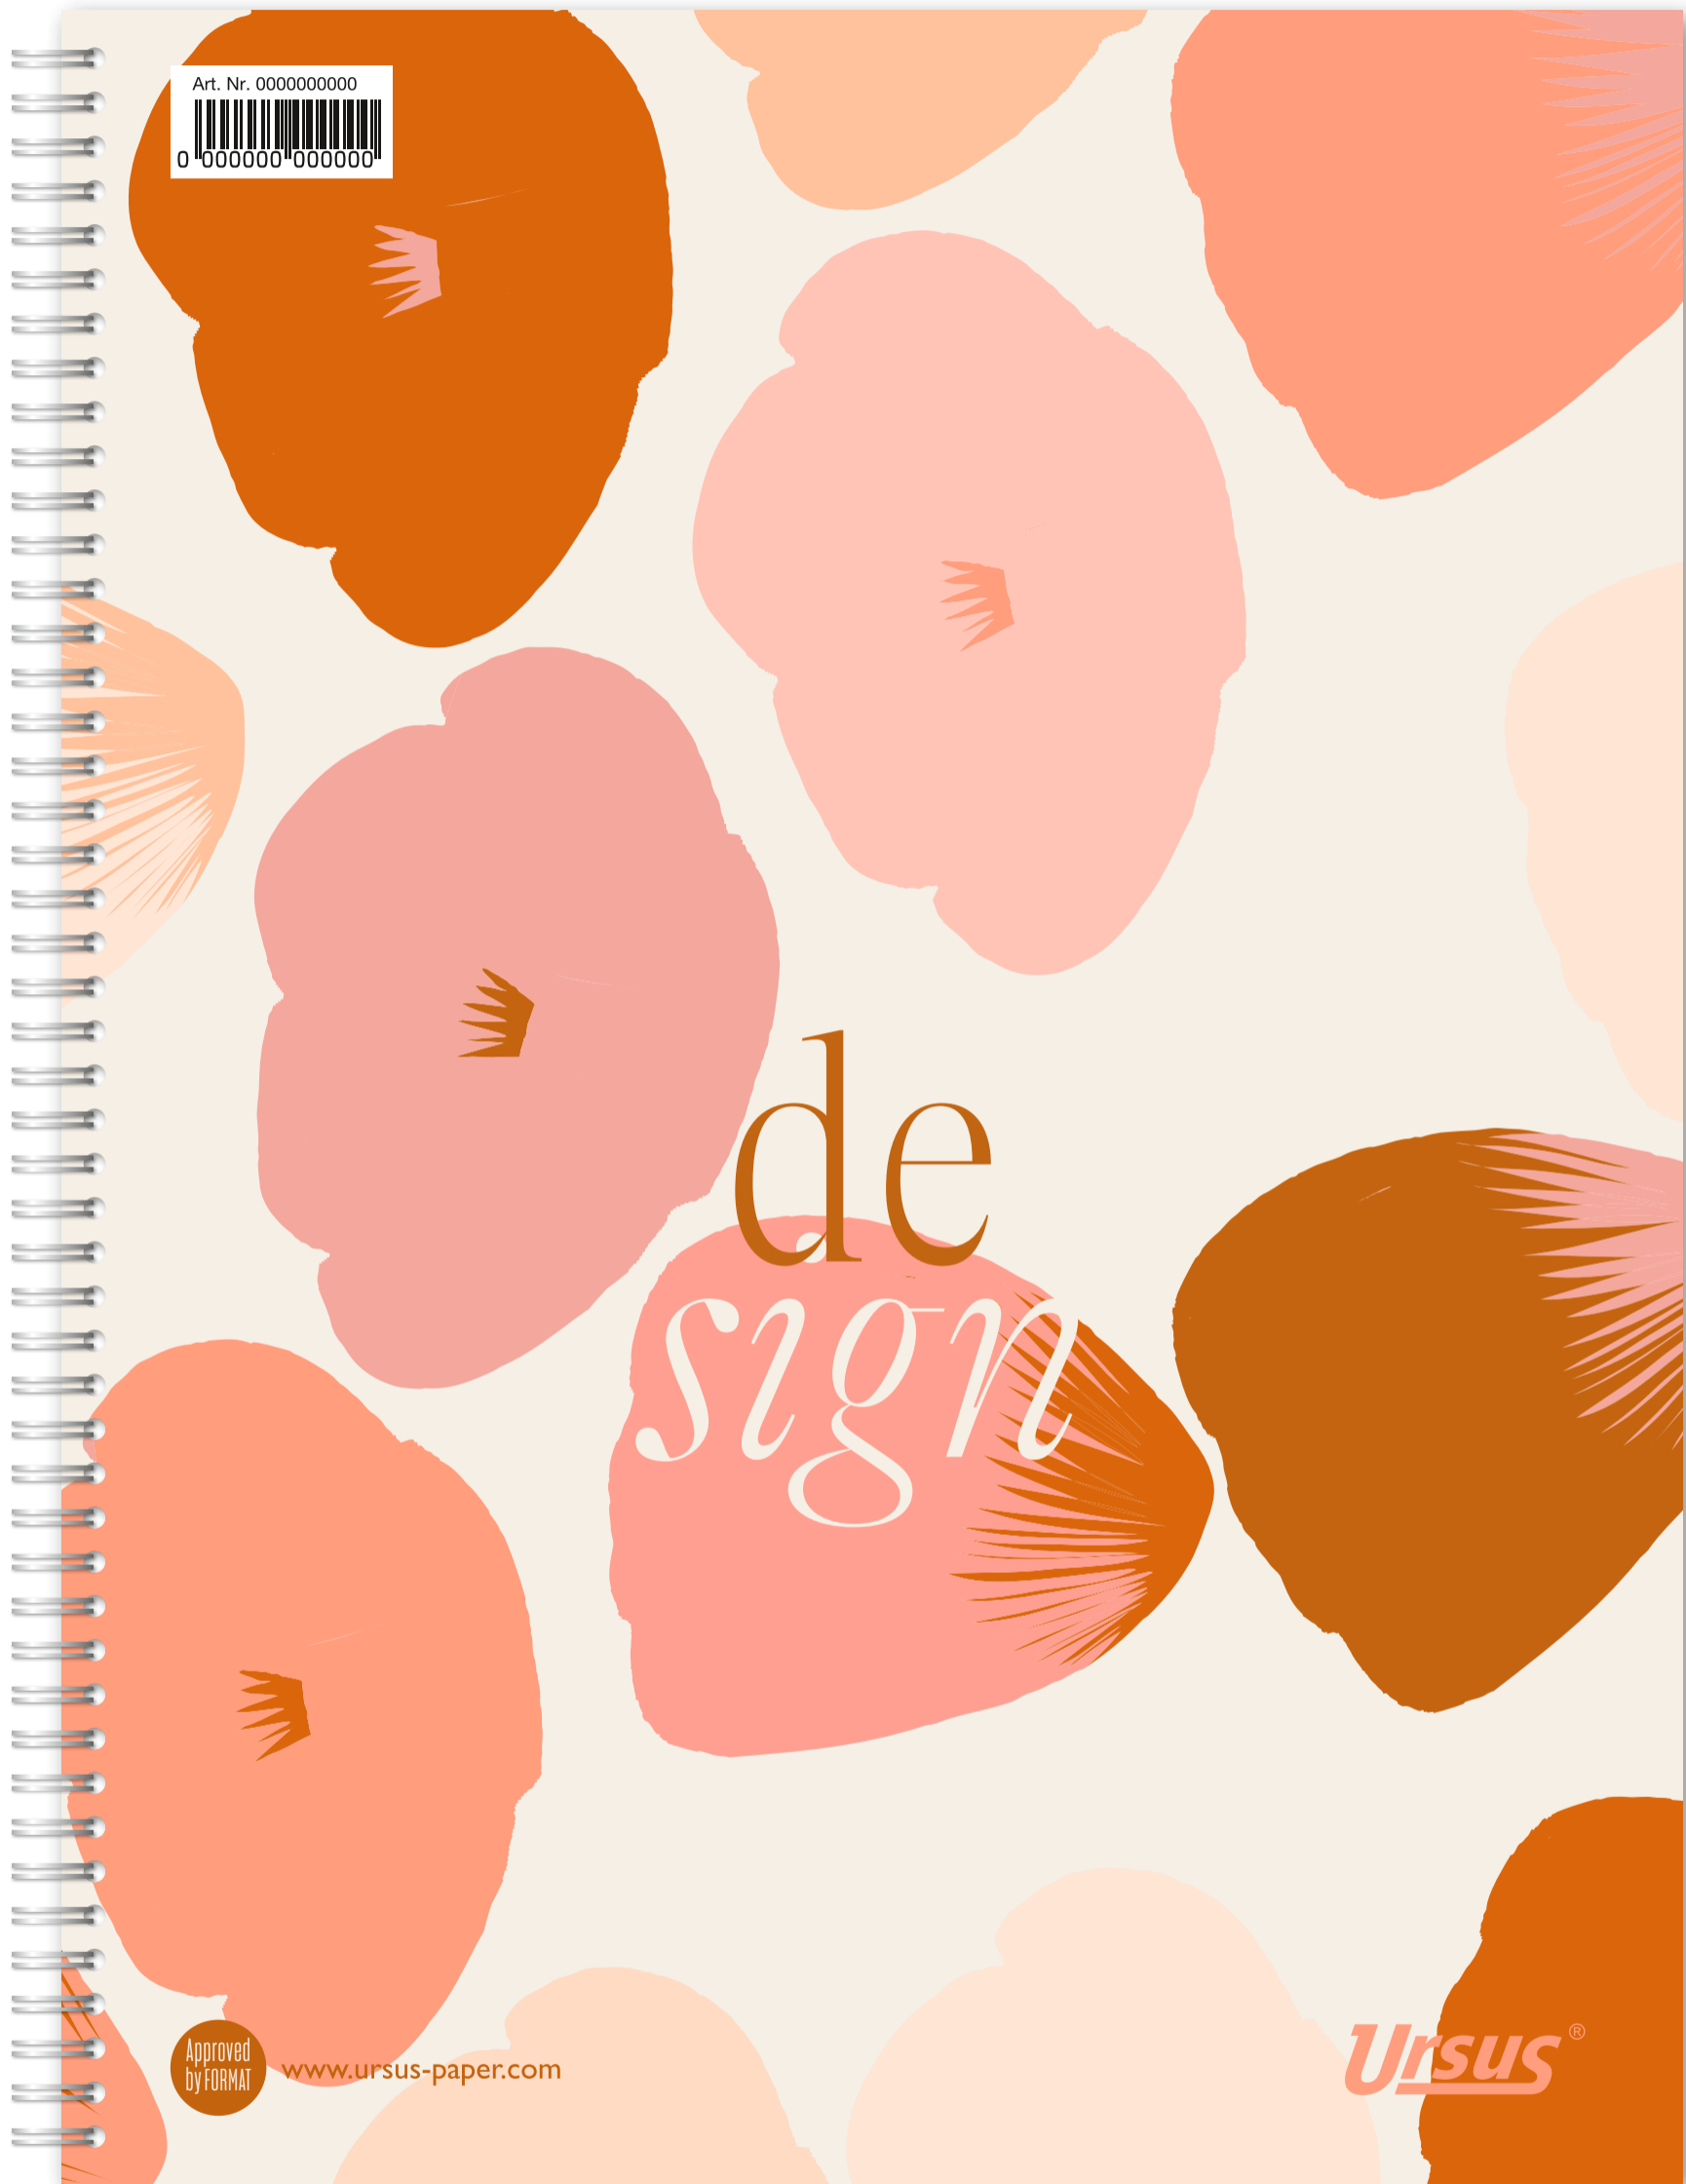 Art. Nr. 0000000000
0 000000 000000
de
sign
Approved
by FORMAT
www.ursus-paper.com
Ursus®